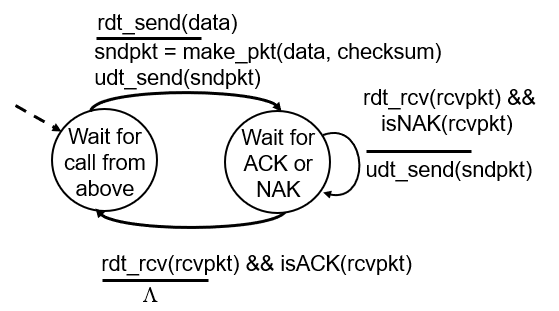 rdt_send(data)
sndpkt = make_pkt(data, checksum)
udt_send(sndpkt)
rdt_rcv(rcvpkt) &&
isNAK(rcvpkt)
udt_send(sndpkt)
Wait for
call from
above
Wait for
ACK or
NAK
rdt_rcv(rcvpkt) && isACK(rcvpkt)
Λ